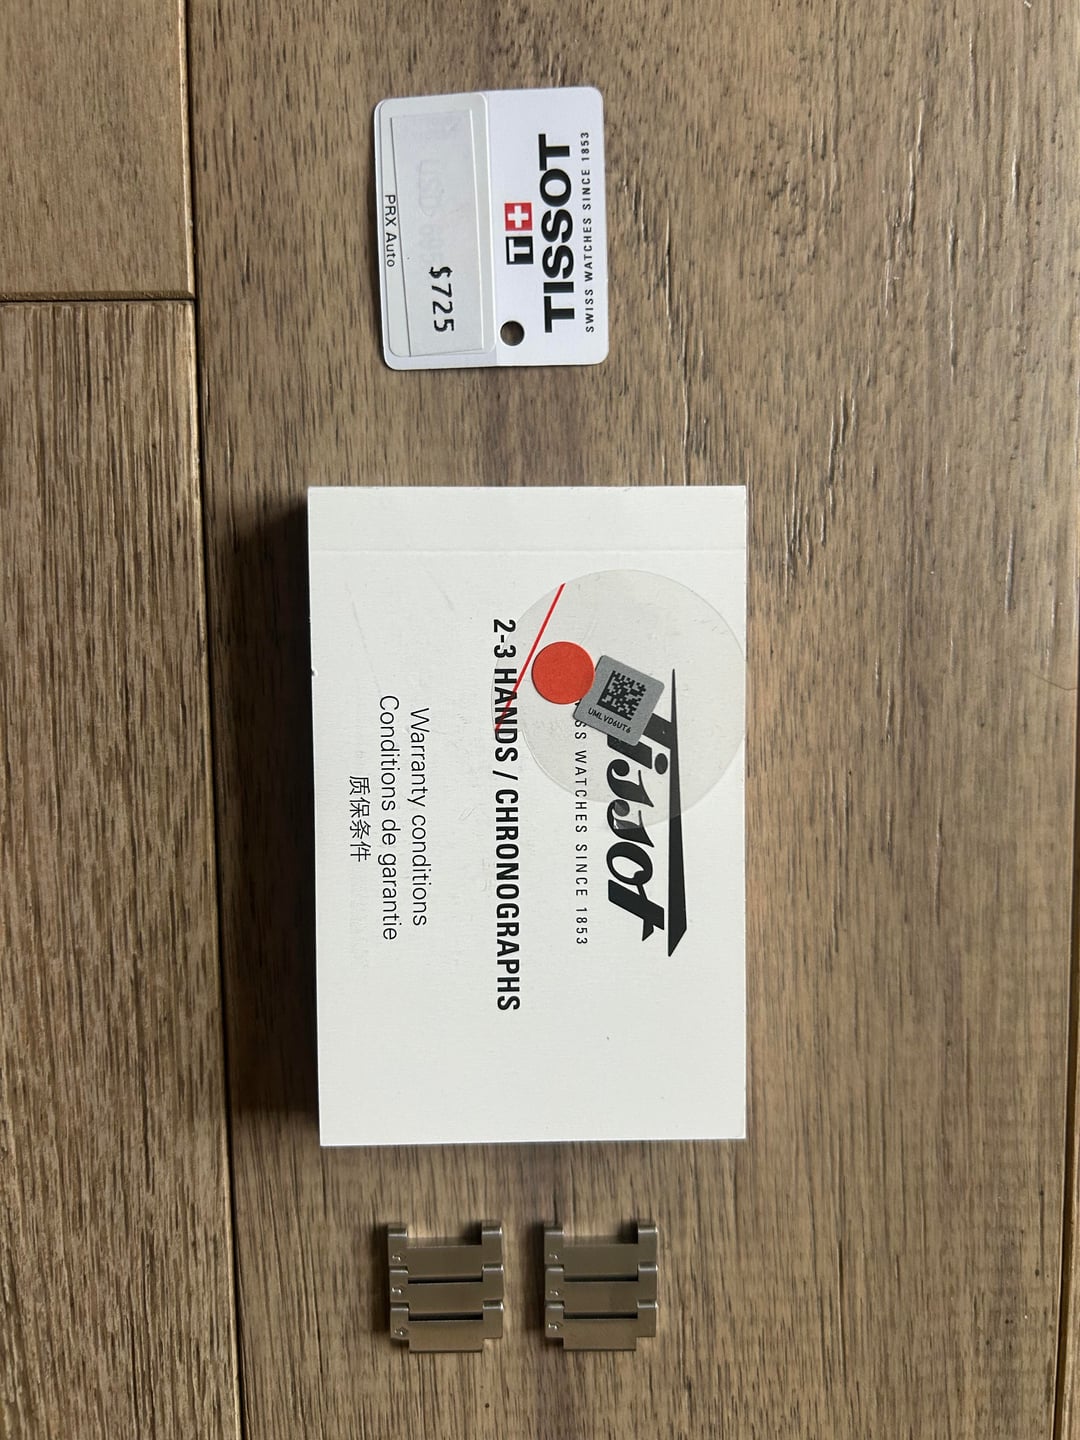 TISSOT
SWISS WATCHES SINCE 1853
$725
PRX Auto
Tissot
WATCHES SINCE 1853
UMLVD6UT6
2-3 HANDS / CHRONOGRAPHS
Warranty conditions
Conditions de garantie
质保条件